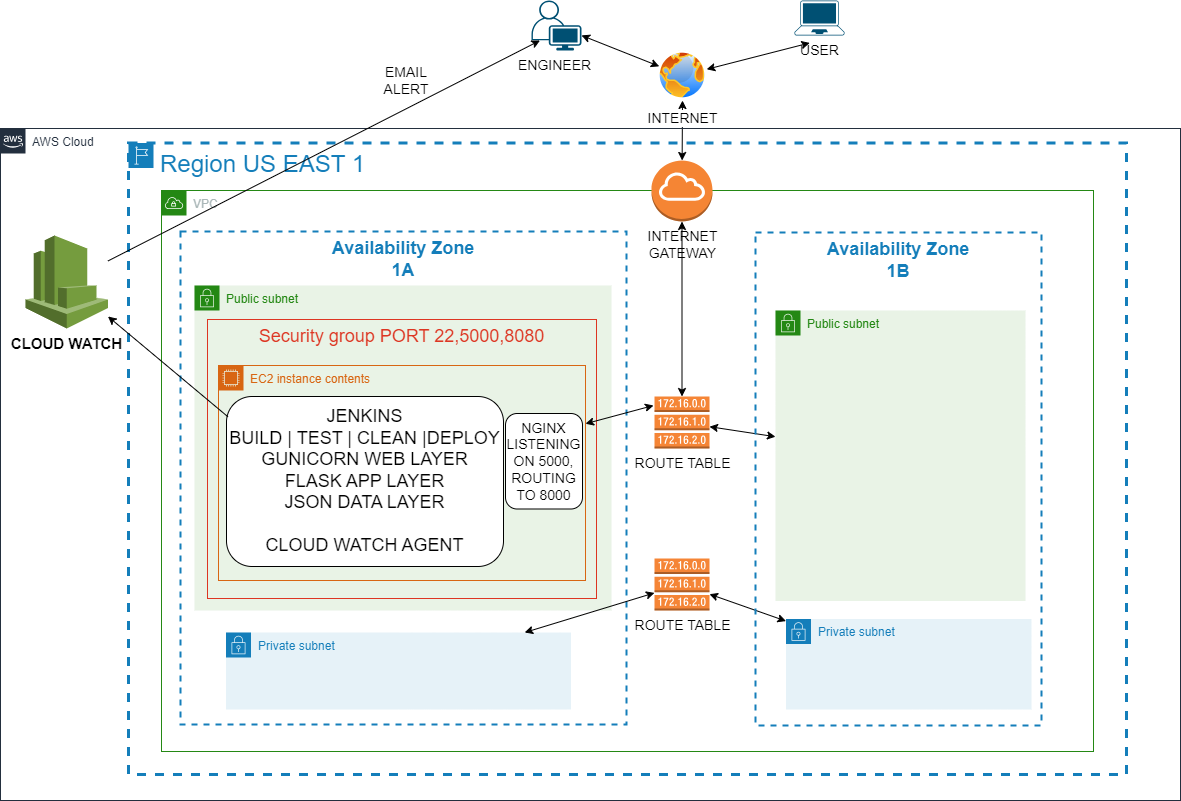 ENGINEER
USER
EMAIL
ALERT
INTERNET
aws
AWS Cloud
Region US EAST 1
VPC
INTERNET
GATEWAY
Availability Zone
1A
Availability Zone
1B
Public subnet
Public subnet
Security group PORT 22,5000,8080
CLOUD WATCH
EC2 instance contents
JENKINS
BUILD | TEST | CLEAN |DEPLOY
GUNICORN WEB LAYER
FLASK APP LAYER
JSON DATA LAYER
CLOUD WATCH AGENT
NGINX
LISTENING
ON 5000,
ROUTING
TO 8000
172.16.0.0
172.16.1.0
172.16.2.0
ROUTE TABLE
172.16.0.0
172.16.1.0
172.16.2.0
ROUTE TABLE
Private subnet
Private subnet